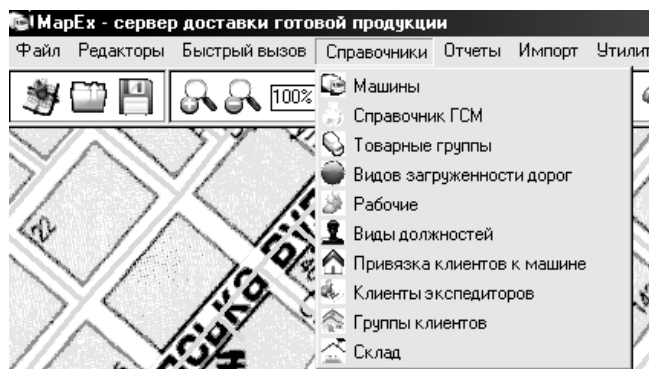 MapEx - сервер доставки готовой продукции
Файл Редакторы Быстрый вызов Справочники Отчеты Импорт Утилит
100%
Машины
Справочник ГСМ
Товарные группы
Видов загруженности дорог
Рабочие
Виды должностей
Привязка клиентов к машине
Клиенты экспедиторов
Группы клиентов
Склад
22